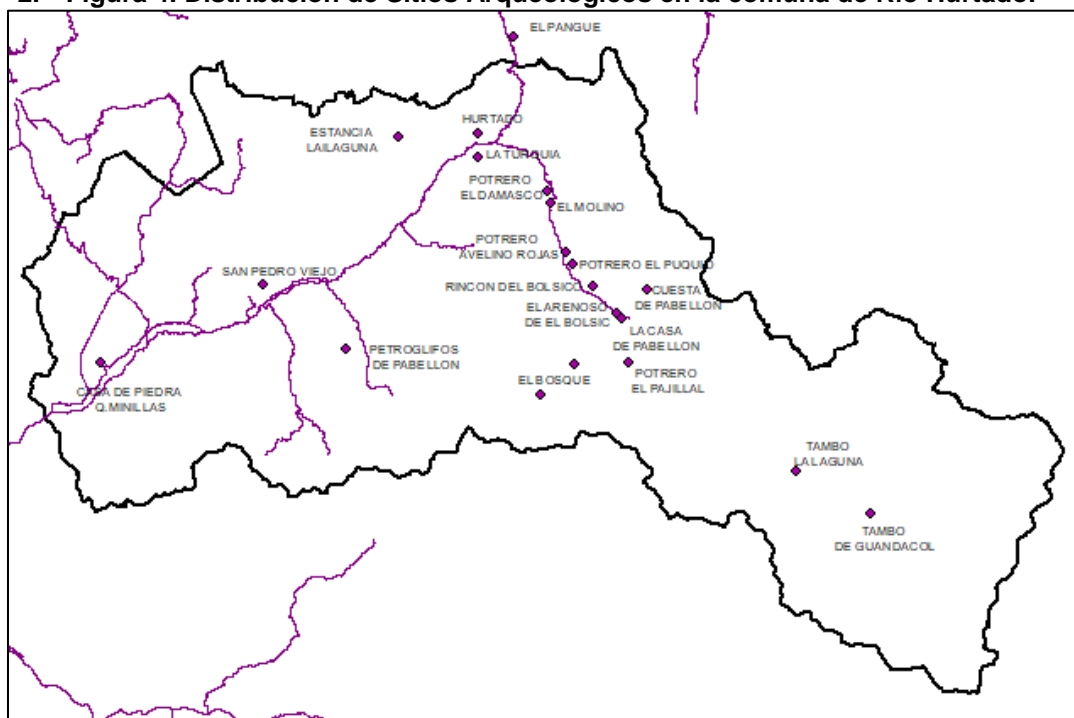 2. Figura 4. Distribución de Sitios Arqueológicos en la comuna de Río Hurtado.
EL PANGUE
HURTADO
ESTANCIA
LAILAGUNA
LA TURQUIA
POTRERO
EL DAMASCO
EL MOLINO
POTRERO
AVELINO ROJAS
POTRERO EL PUQUIO
SAN PEDRO VIEJO
RINCON DEL BOLSICO
CUESTA
DE PABELLON
EL ARENOSO
DE EL BOLSIC
LA CASA
DE PABELLON
PETROGLIFOS
DE PABELLON
EL BOSQUE
POTRERO
EL PAJILLAL
CASA DE PIEDRA
Q.MINILLAS
TAMBO
LA LAGUNA
TAMBO
DE GUANDACOL